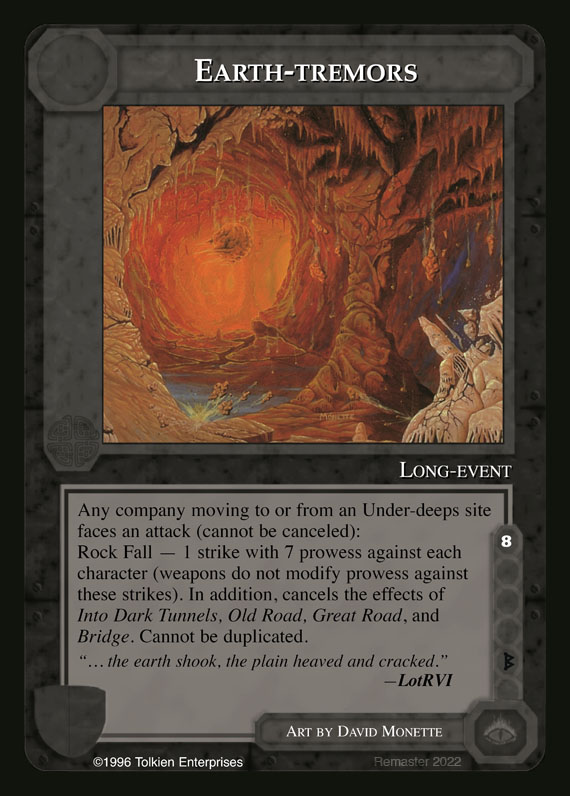 EARTH-TREMORS
MONETTE
LONG-EVENT
Any company moving to or from an Under-deeps site
faces an attack (cannot be canceled):
Rock Fall — 1 strike with 7 prowess against each
character (weapons do not modify prowess against
these strikes). In addition, cancels the effects of
Into Dark Tunnels, Old Road, Great Road, and
Bridge. Cannot be duplicated.
“… the earth shook, the plain heaved and cracked.”
—LotRVI
8
ART BY DAVID MONETTE
©1996 Tolkien Enterprises
Remaster 2022